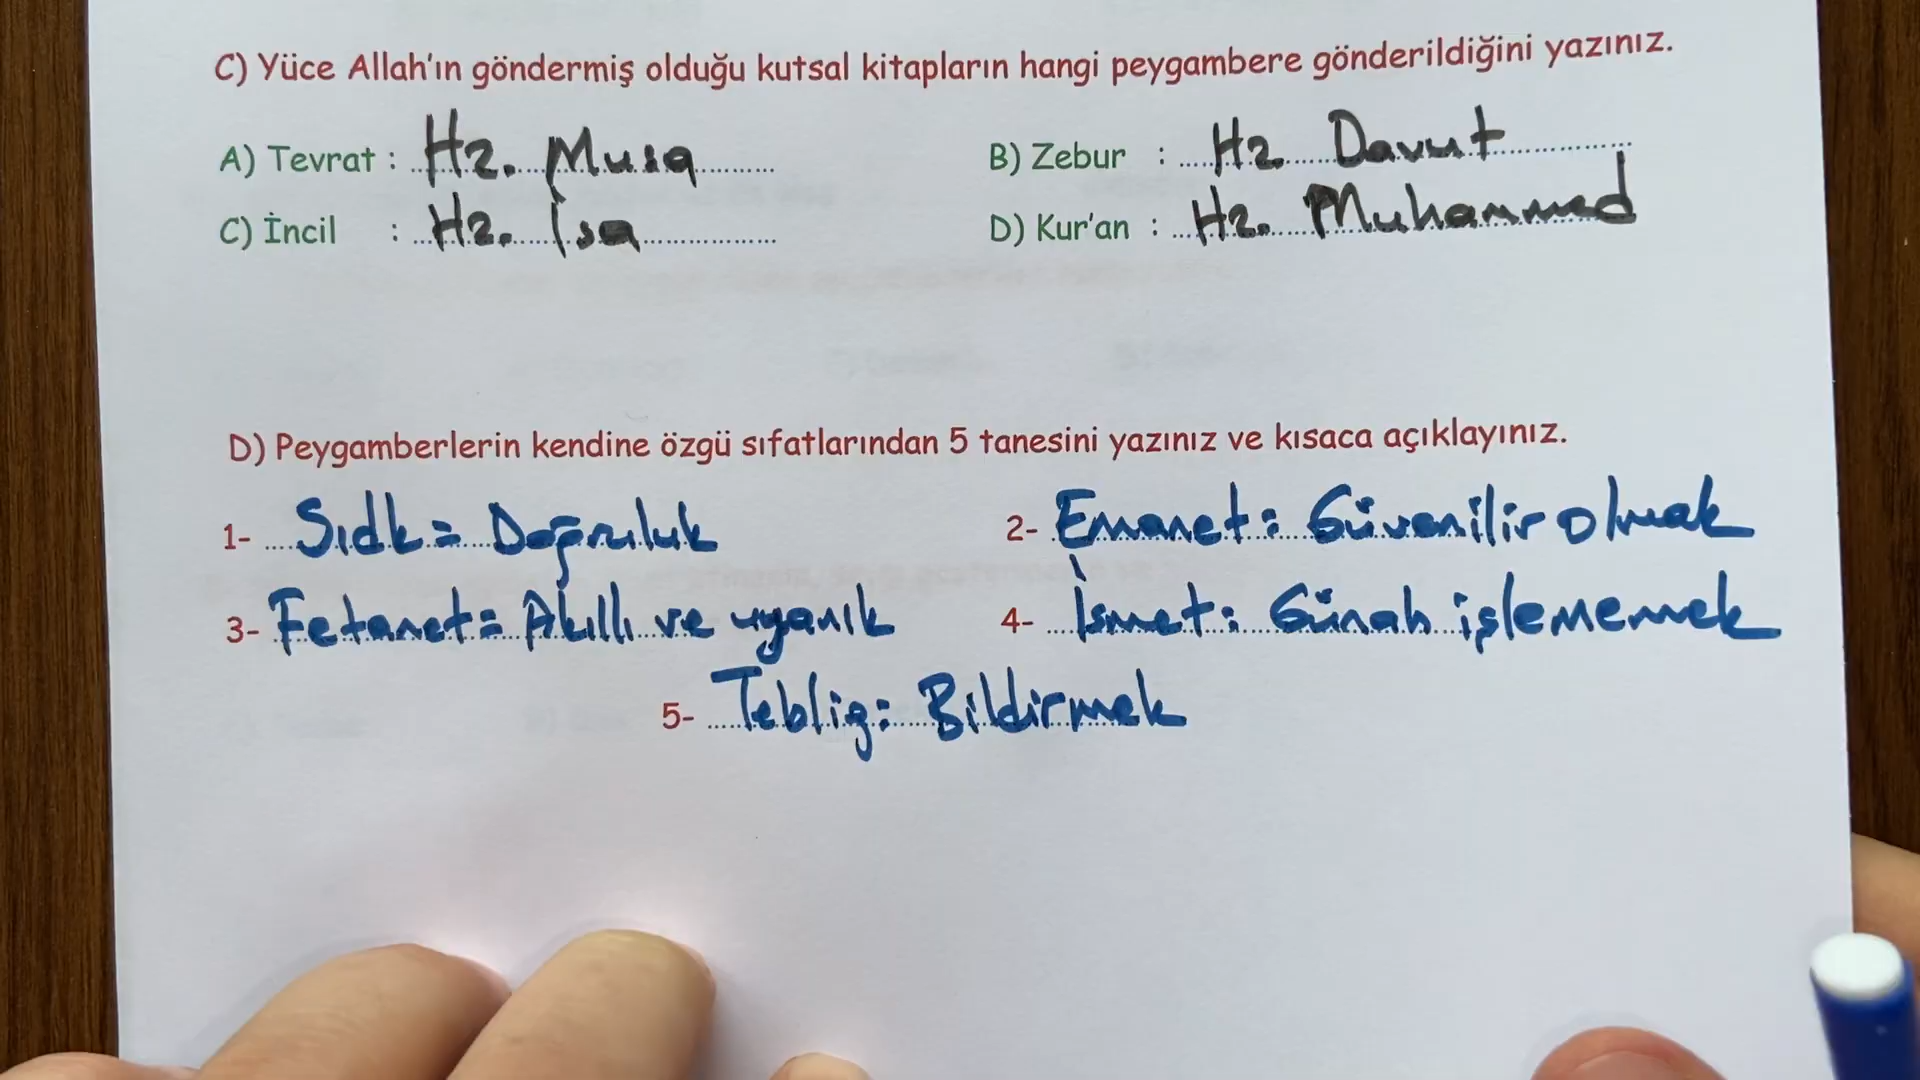 C) Yüce Allah'ın göndermiş olduğu kutsal kitapların hangi peygambere gönderildiğini yazınız.
A) Tevrat : Hz. Musa B) Zebur : Hz. Davut
C) İncil : Hz. İsa D) Kur'an : Hz. Muhammed
D) Peygamberlerin kendine özgü sıfatlarından 5 tanesini yazınız ve kısaca açıklayınız.
1- Sıdk = Doğruluk 2- Emanet : Güvenilir olmak
3- Fetanet = Akıllı ve uyanık 4- İsmet : Günah işlememek
5- Teblig : Bildirmek